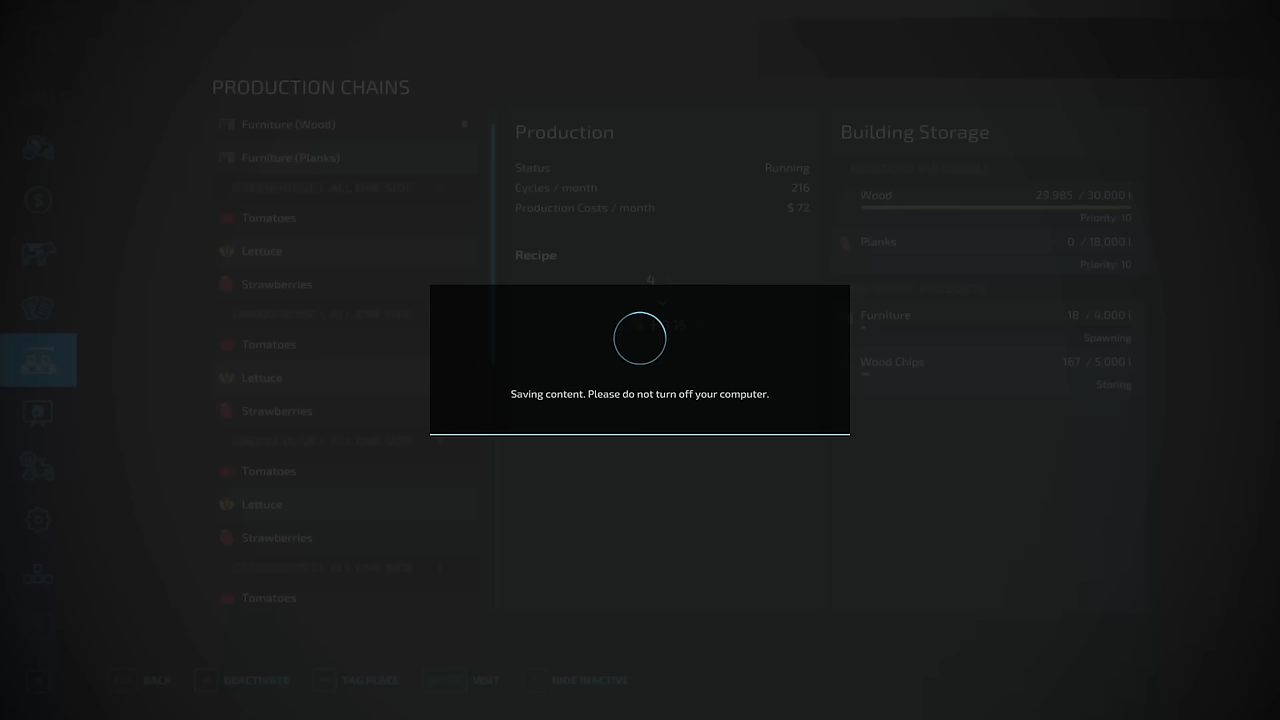 PRODUCTION CHAINS
Furniture (Wood)
Furniture (Planks)
Tomatoes
Lettuce
Strawberries
Tomatoes
Lettuce
Strawberries
Tomatoes
Lettuce
Strawberries
Tomatoes
Production
Status Running
Cycles / month 216
Production Costs / month $ 72
Recipe
4
Building Storage
Wood 29,985 / 30,000 l
Priority: 10
Planks 0 / 18,000 l
Priority: 10
Furniture 18 / 4,000 l
Spawning
Wood Chips 167 / 5,000 l
Storing
Saving content. Please do not turn off your computer.
BACK DEACTIVATE TAG PLACE VISIT HIDE INACTIVE